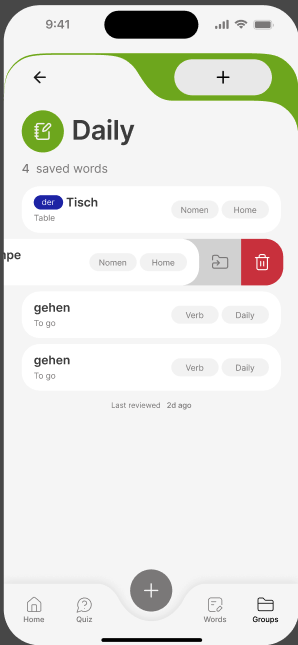 9:41
Daily
4 saved words
der Tisch
Table
Nomen
Home
Nomen
Home
gehen
To go
Verb
Daily
gehen
To go
Verb
Daily
Last reviewed 2d ago
Home
Quiz
Words
Groups